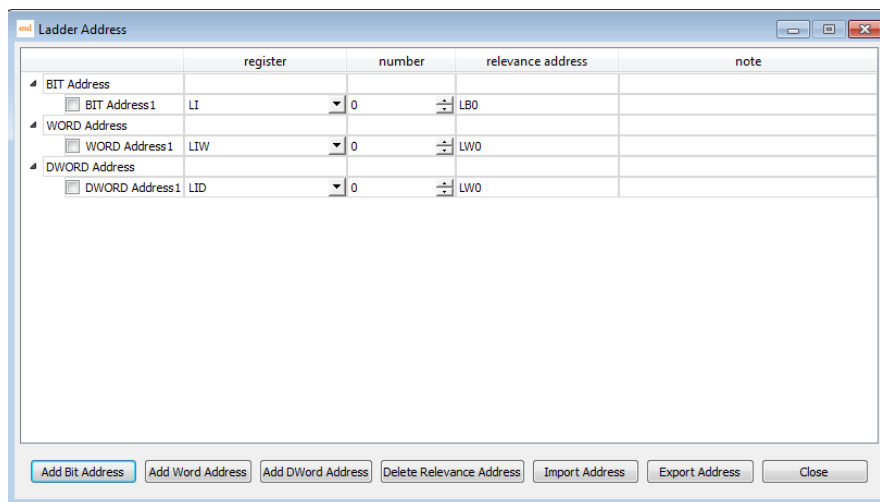 Ladder Address
register number relevance address note
BIT Address
BIT Address1 LI 0 LB0
WORD Address
WORD Address1 LIW 0 LW0
DWORD Address
DWORD Address1 LID 0 LW0
Add Bit Address Add Word Address Add DWord Address Delete Relevance Address Import Address Export Address Close